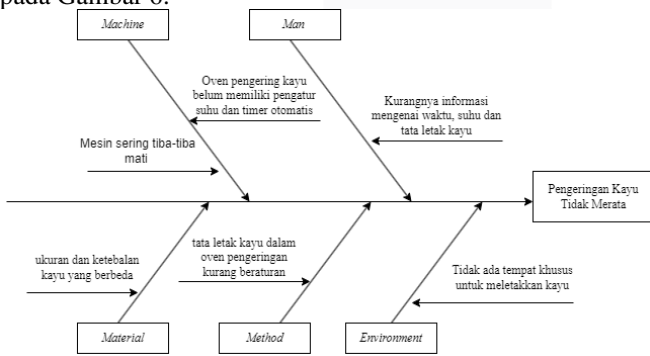 pada Gambar 6.
Machine
Man
Oven pengering kayu
belum memiliki pengatur
suhu dan timer otomatis
Kurangnya informasi
mengenai waktu, suhu dan
tata letak kayu
Mesin sering tiba-tiba
mati
Pengeringan Kayu
Tidak Merata
ukuran dan ketebalan
kayu yang berbeda
tata letak kayu dalam
oven pengeringan
kurang beraturan
Tidak ada tempat khusus
untuk meletakkan kayu
Material
Method
Environment